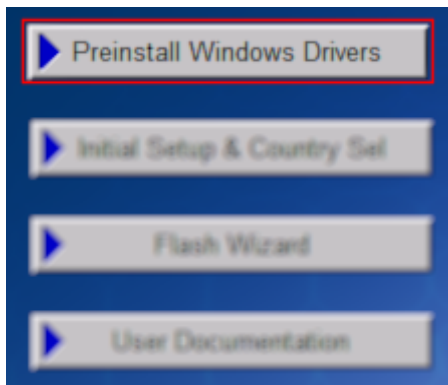 Preinstall Windows Drivers
Initial Setup & Country Sel
Flash Wizard
User Documentation